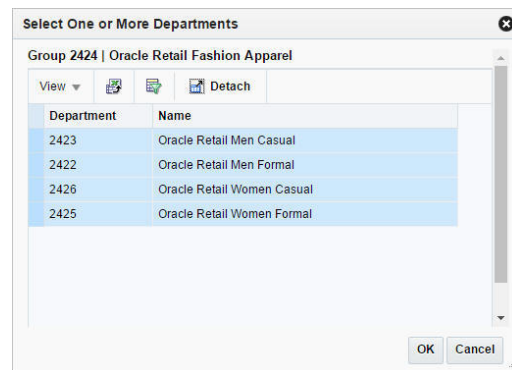 Select One or More Departments
Group 2424 | Oracle Retail Fashion Apparel
View Detach
Department Name
2423 Oracle Retail Men Casual
2422 Oracle Retail Men Formal
2426 Oracle Retail Women Casual
2425 Oracle Retail Women Formal
OK Cancel